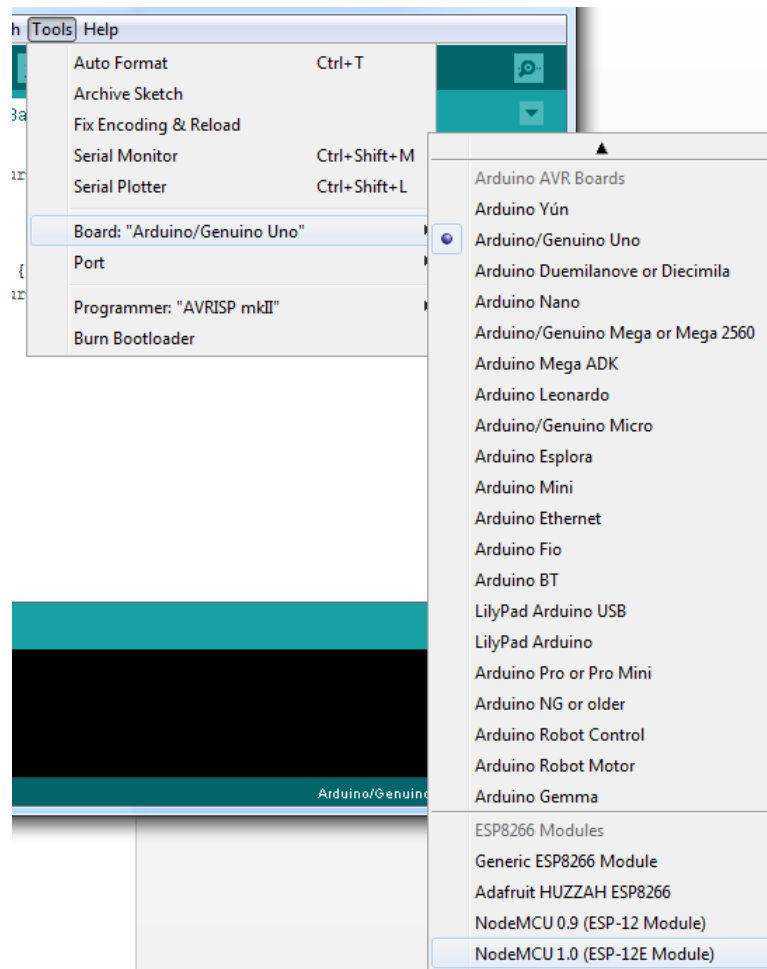 h Tools Help
Auto Format Ctrl+T
Archive Sketch
Fix Encoding & Reload
Serial Monitor Ctrl+Shift+M
Serial Plotter Ctrl+Shift+L
Board: "Arduino/Genuino Uno"
Port
Programmer: "AVRISP mkII"
Burn Bootloader
Ba
ur
{
ur
Arduino/Genuino
Arduino AVR Boards
Arduino Yún
Arduino/Genuino Uno
Arduino Duemilanove or Diecimila
Arduino Nano
Arduino/Genuino Mega or Mega 2560
Arduino Mega ADK
Arduino Leonardo
Arduino/Genuino Micro
Arduino Esplora
Arduino Mini
Arduino Ethernet
Arduino Fio
Arduino BT
LilyPad Arduino USB
LilyPad Arduino
Arduino Pro or Pro Mini
Arduino NG or older
Arduino Robot Control
Arduino Robot Motor
Arduino Gemma
ESP8266 Modules
Generic ESP8266 Module
Adafruit HUZZAH ESP8266
NodeMCU 0.9 (ESP-12 Module)
NodeMCU 1.0 (ESP-12E Module)